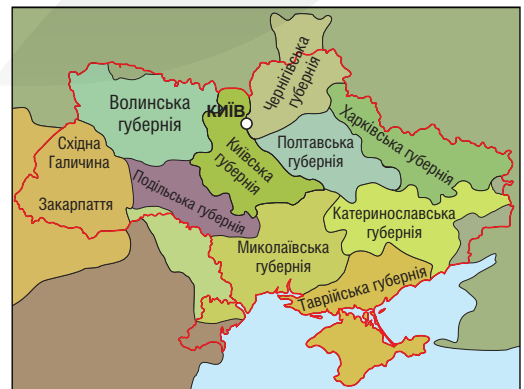 Чернігівська
губернія
Волинська
губернія
КИЇВ
Харківська
губернія
Східна
Галичина
Закарпаття
Київська
губернія
Полтавська
губернія
Подільська губернія
Катеринославська
губернія
Миколаївська
губернія
Таврійська губернія